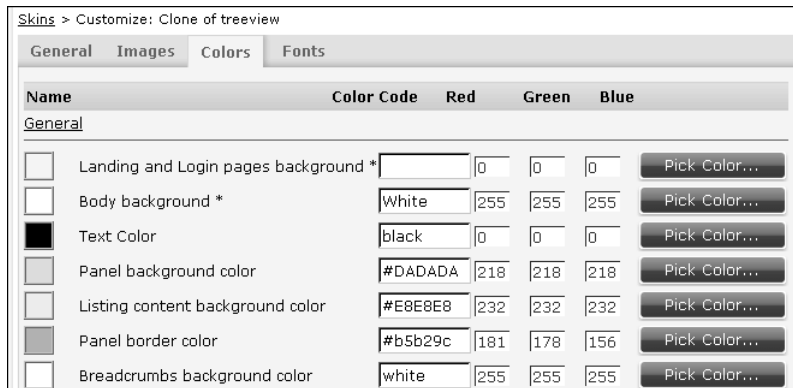 Skins > Customize: Clone of treeview
General Images Colors Fonts
Name Color Code Red Green Blue
General
Landing and Login pages background * 0 0 0 Pick Color...
Body background * White 255 255 255 Pick Color...
Text Color black 0 0 0 Pick Color...
Panel background color #DADADA 218 218 218 Pick Color...
Listing content background color #E8E8E8 232 232 232 Pick Color...
Panel border color #b5b29c 181 178 156 Pick Color...
Breadcrumbs background color white 255 255 255 Pick Color...